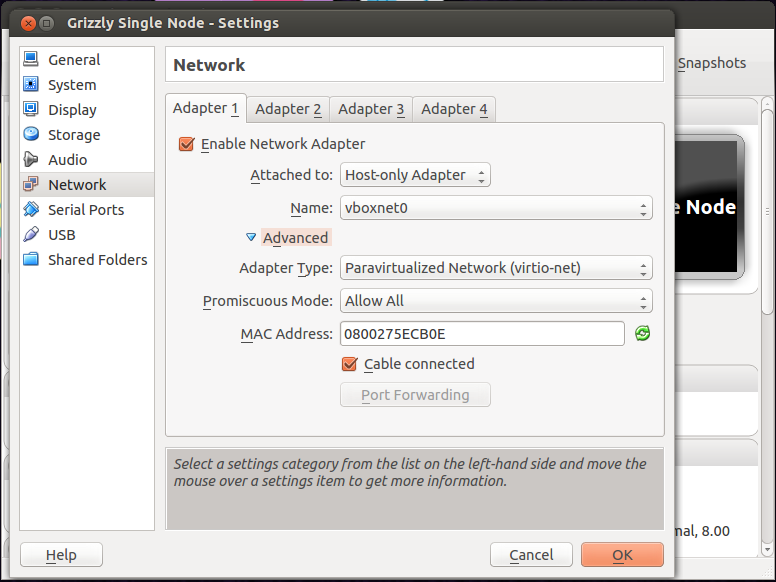 Grizzly Single Node - Settings
General
System
Display
Storage
Audio
Network
Serial Ports
USB
Shared Folders
Network
Adapter 1 Adapter 2 Adapter 3 Adapter 4
Enable Network Adapter
Attached to: Host-only Adapter
Name: vboxnet0
Advanced
Adapter Type: Paravirtualized Network (virtio-net)
Promiscuous Mode: Allow All
MAC Address: 0800275ECB0E
Cable connected
Port Forwarding
Select a settings category from the list on the left-hand side and move the
mouse over a settings item to get more information.
Help Cancel OK
Snapshots
e Node
mal, 8.00